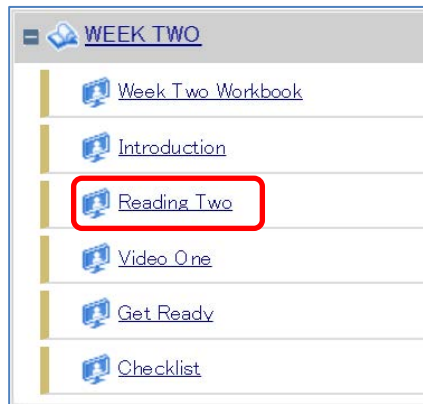 WEEK TWO
Week Two Workbook
Introduction
Reading Two
Video One
Get Ready
Checklist